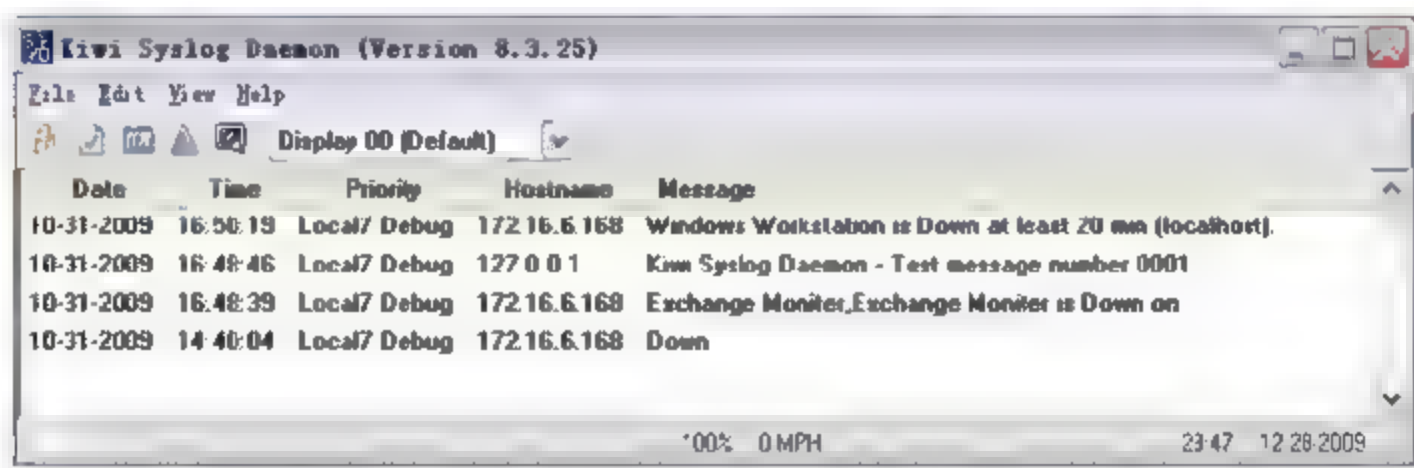 Kiwi Syslog Daemon (Version 8.3.25)
File Edit View Help
Display 00 (Default)
Date Time Priority Hostname Message
10-31-2009 16:50:19 Local7 Debug 172.16.6.168 Windows Workstation is Down at least 20 min (localhost).
10-31-2009 16:48:46 Local7 Debug 127.0.0.1 Kiwi Syslog Daemon - Test message number 0001
10-31-2009 16:48:39 Local7 Debug 172.16.6.168 Exchange Moniter,Exchange Moniter is Down on
10-31-2009 14:40:04 Local7 Debug 172.16.6.168 Down
100% 0 MPH 23:47 12-28-2009